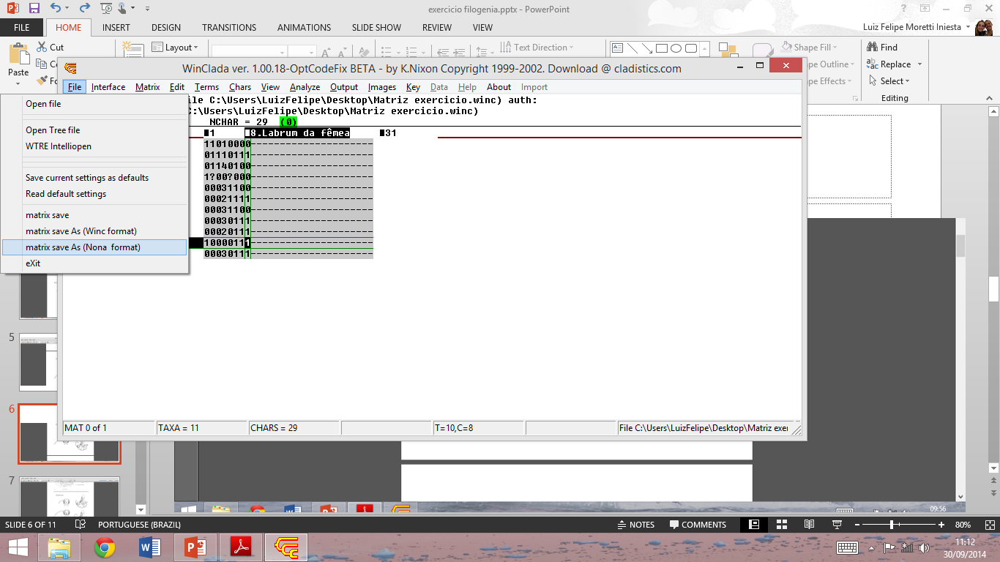 exercicio filogenia.pptx - PowerPoint
FILE HOME INSERT DESIGN TRANSITIONS ANIMATIONS SLIDE SHOW REVIEW VIEW
Luiz Felipe Moretti Iniesta
Paste
Cut
Layout
Text Direction
Shape Fill
Find
Replace
Select
Editing
WinClada ver. 1.00.18-OptCodeFix BETA - by K.Nixon Copyright 1999-2002. Download @ cladistics.com
File Interface Matrix Edit Terms Chars View Analyze Output Images Key Data Help About Import
C:\Users\LuizFelipe\Desktop\Matriz exercicio.winc) auth:
:\Users\LuizFelipe\Desktop\Matriz exercicio.winc)
NCHAR = 29 (0)
1 8.Labrum da fêmea 31
11010000---------------------
01110111---------------------
01140100---------------------
1?00?000---------------------
00031100---------------------
00021111---------------------
00031100---------------------
00030111---------------------
00020111---------------------
10000111---------------------
00030111---------------------
Open file
Open Tree file
WTRE Intelliopen
Save current settings as defaults
Read default settings
matrix save
matrix save As (Winc format)
matrix save As (Nona format)
eXit
MAT 0 of 1 TAXA = 11 CHARS = 29 T=10,C=8 File C:\Users\LuizFelipe\Desktop\Matriz exer
5
6
7
09:56
SLIDE 6 OF 11 PORTUGUESE (BRAZIL) NOTES COMMENTS 80%
11:12
30/09/2014